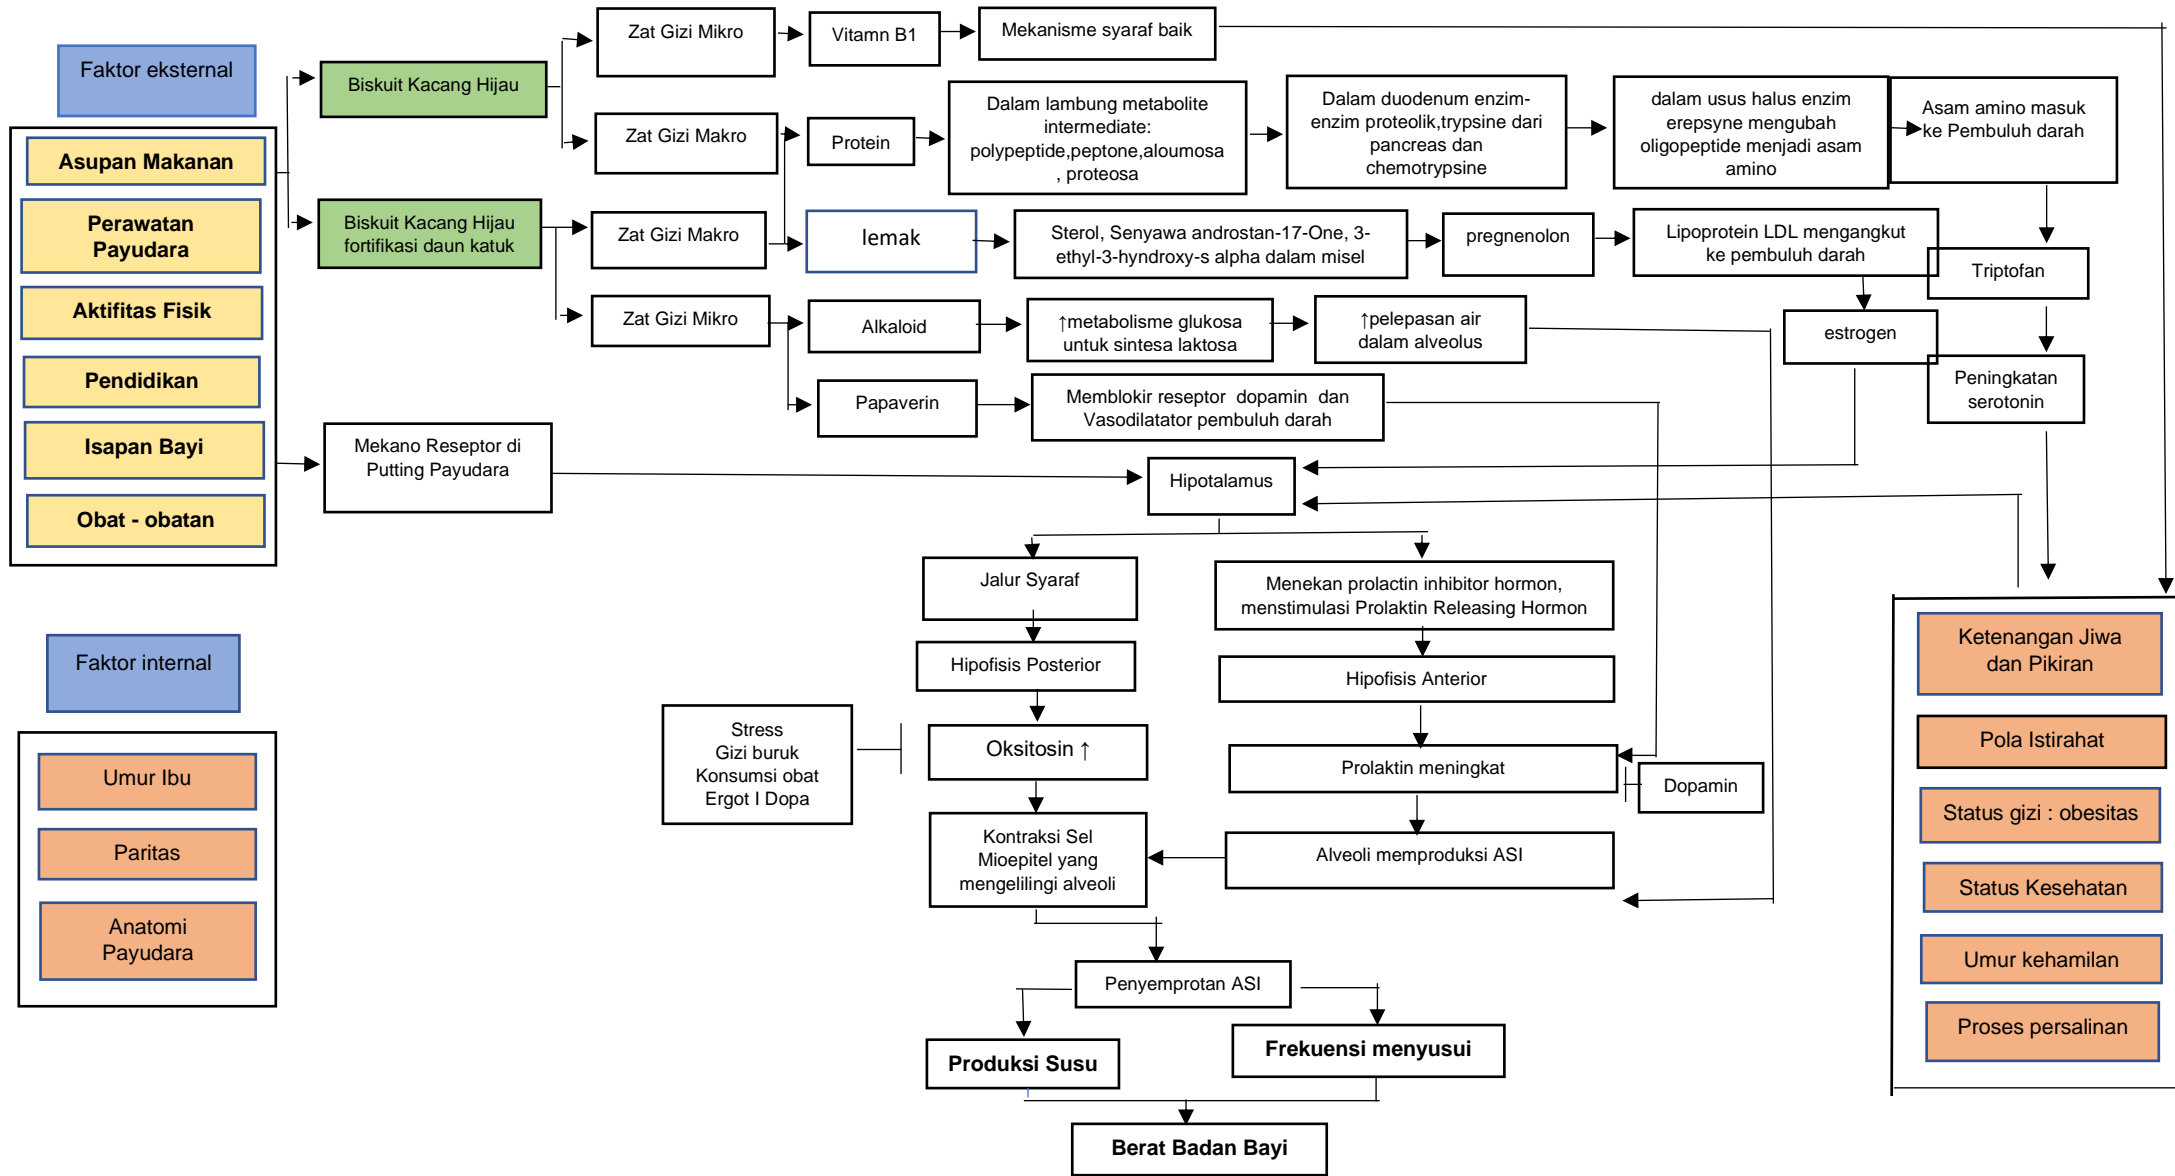 Zat Gizi Mikro
Vitamn B1
Mekanisme syaraf baik
Faktor eksternal
Biskuit Kacang Hijau
Zat Gizi Makro
Protein
Dalam lambung metabolite
intermediate:
polypeptide,peptone,aloumosa
, proteosa
Dalam duodenum enzim-
enzim proteolik,trypsine dari
pancreas dan
chemotrypsine
dalam usus halus enzim
erepsyne mengubah
oligopeptide menjadi asam
amino
Asam amino masuk
ke Pembuluh darah
Asupan Makanan
Perawatan
Payudara
Aktifitas Fisik
Pendidikan
Isapan Bayi
Obat - obatan
Biskuit Kacang Hijau
fortifikasi daun katuk
Zat Gizi Makro
lemak
Sterol, Senyawa androstan-17-One, 3-
ethyl-3-hyndroxy-s alpha dalam misel
pregnenolon
Lipoprotein LDL mengangkut
ke pembuluh darah
Triptofan
Zat Gizi Mikro
Alkaloid
↑metabolisme glukosa
untuk sintesa laktosa
↑pelepasan air
dalam alveolus
estrogen
Peningkatan
serotonin
Papaverin
Memblokir reseptor dopamin dan
Vasodilatator pembuluh darah
Mekano Reseptor di
Putting Payudara
Hipotalamus
Jalur Syaraf
Menekan prolactin inhibitor hormon,
menstimulasi Prolaktin Releasing Hormon
Faktor internal
Hipofisis Posterior
Hipofisis Anterior
Stress
Gizi buruk
Konsumsi obat
Ergot I Dopa
Oksitosin ↑
Prolaktin meningkat
Dopamin
Umur Ibu
Paritas
Anatomi
Payudara
Kontraksi Sel
Mioepitel yang
mengelilingi alveoli
Alveoli memproduksi ASI
Ketenangan Jiwa
dan Pikiran
Pola Istirahat
Status gizi : obesitas
Status Kesehatan
Umur kehamilan
Proses persalinan
Penyemprotan ASI
Produksi Susu
Frekuensi menyusui
Berat Badan Bayi